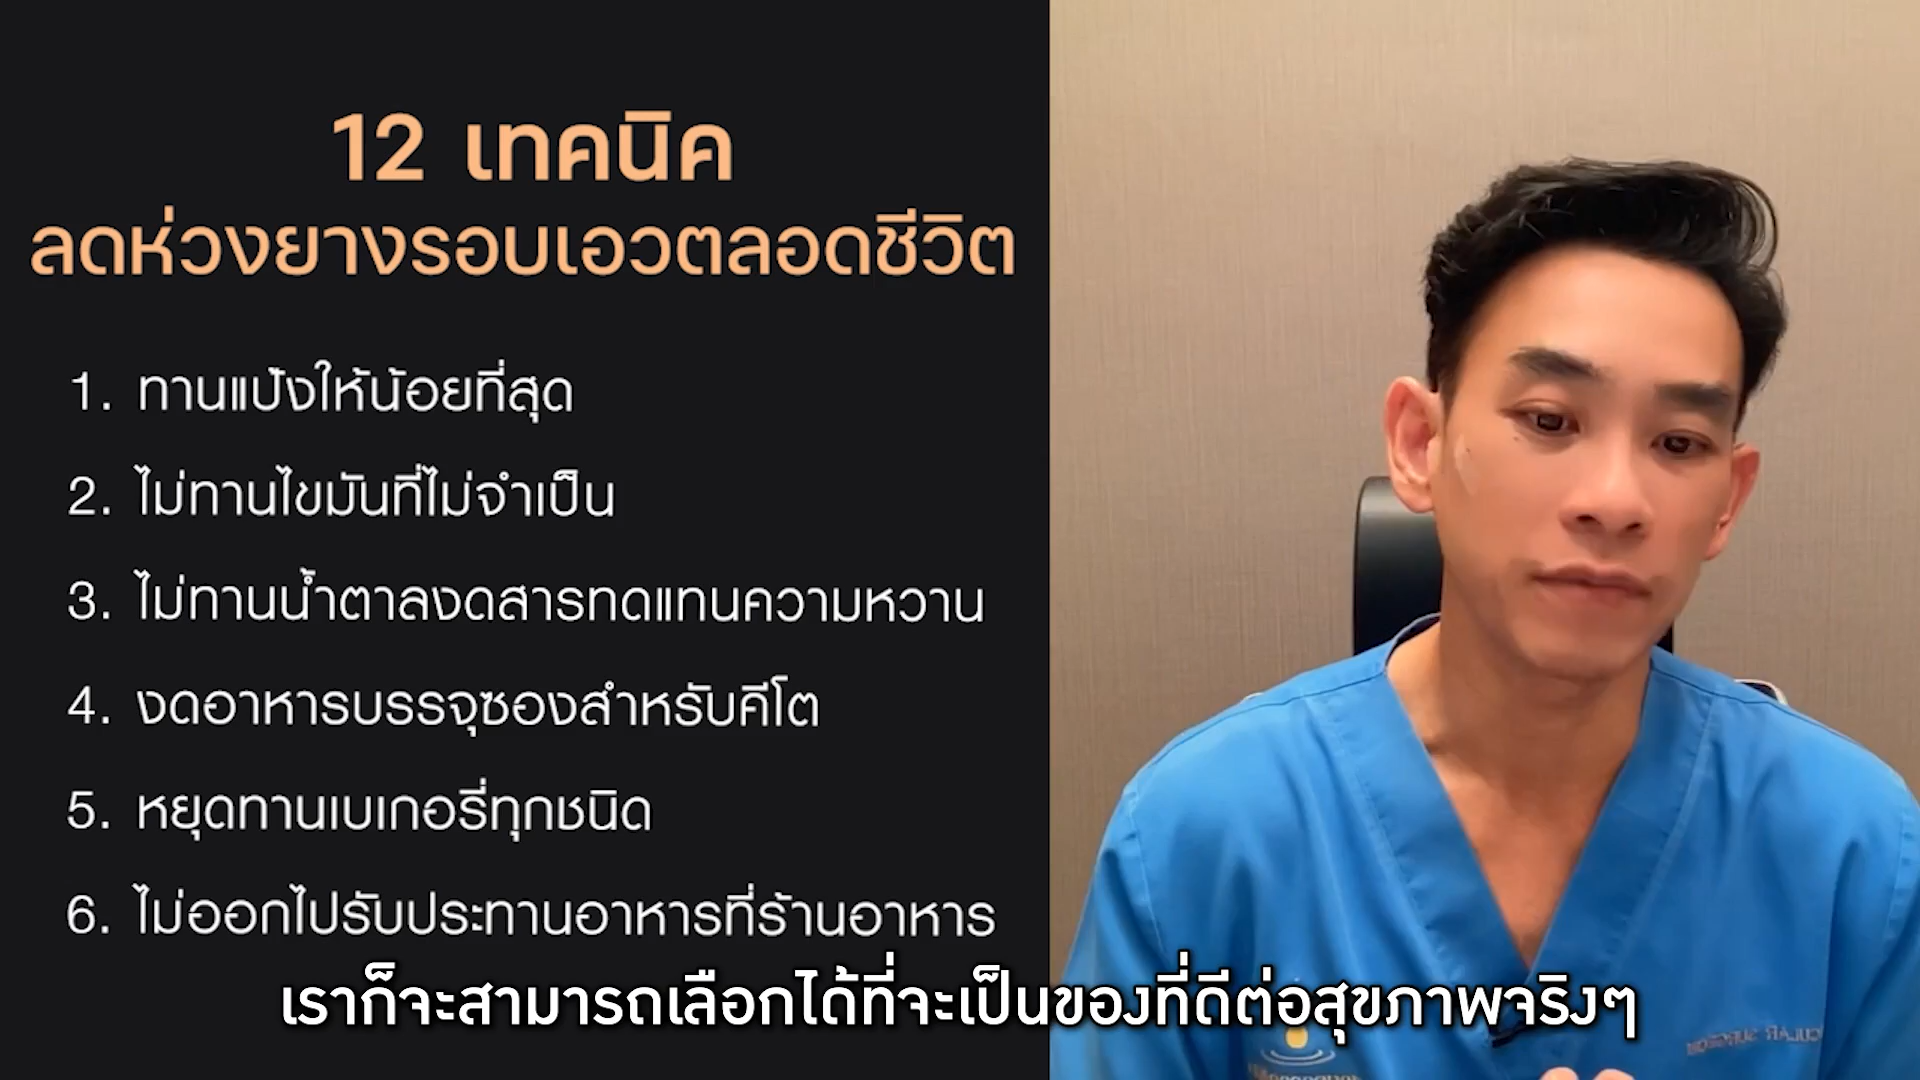 12 เทคนิค
ลดห่วงยางรอบเอวตลอดชีวิต
1. ทานแป้งให้น้อยที่สุด
2. ไม่ทานไขมันที่ไม่จำเป็น
3. ไม่ทานน้ำตาลงดสารทดแทนความหวาน
4. งดอาหารบรรจุซองสำหรับคีโต
5. หยุดทานเบเกอรี่ทุกชนิด
6. ไม่ออกไปรับประทานอาหารที่ร้านอาหาร
เราก็จะสามารถเลือกได้ที่จะเป็นของที่ดีต่อสุขภาพจริงๆ